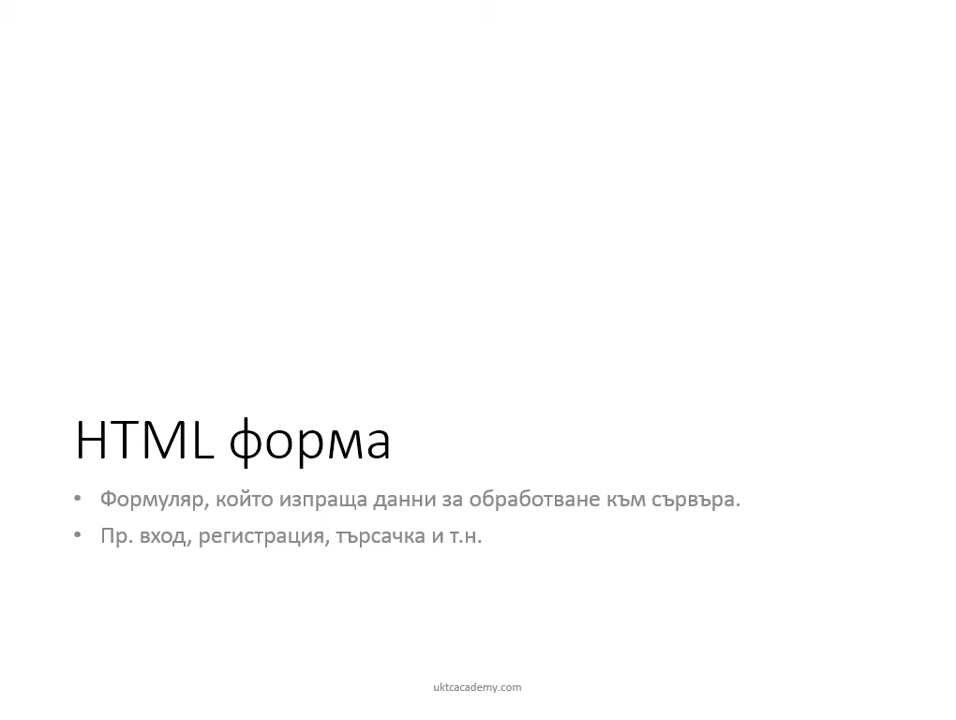 HTML форма
• Формуляр, който изпраща данни за обработване към сървъра.
• Пр. вход, регистрация, търсачка и т.н.
uktcacademy.com